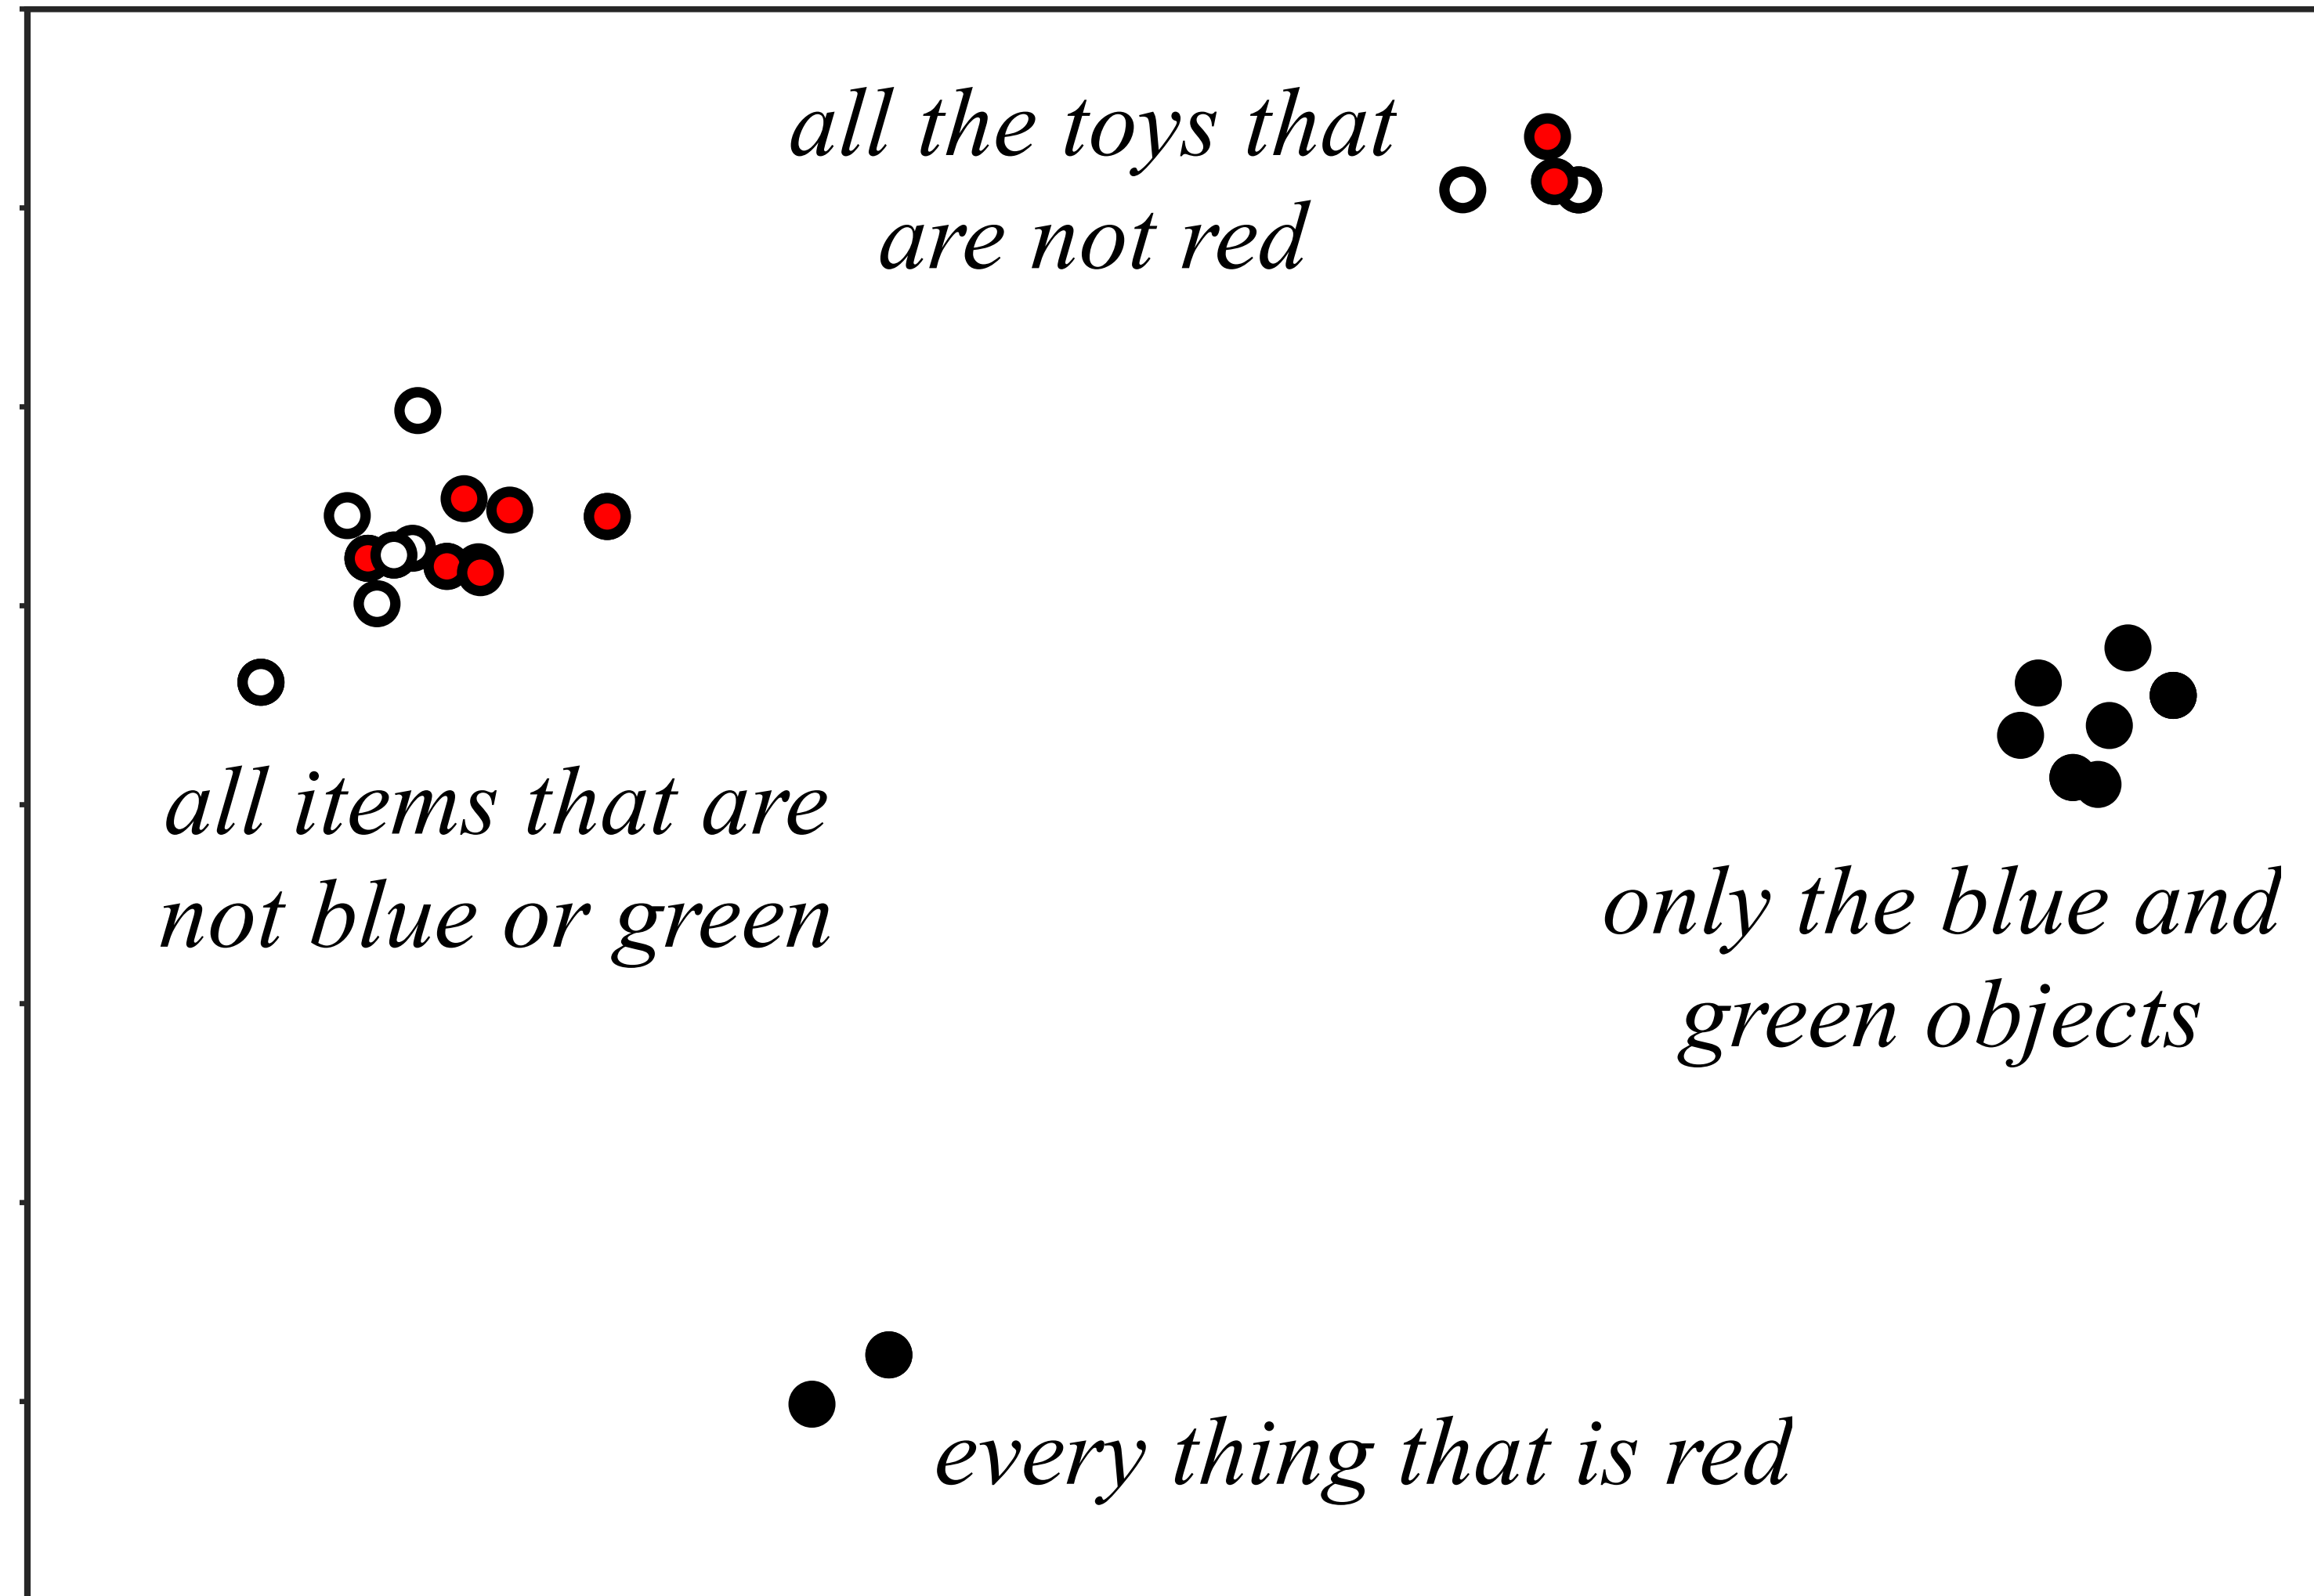 all the toys that
are not red
all items that are
not blue or green
only the blue and
green objects
every thing that is red